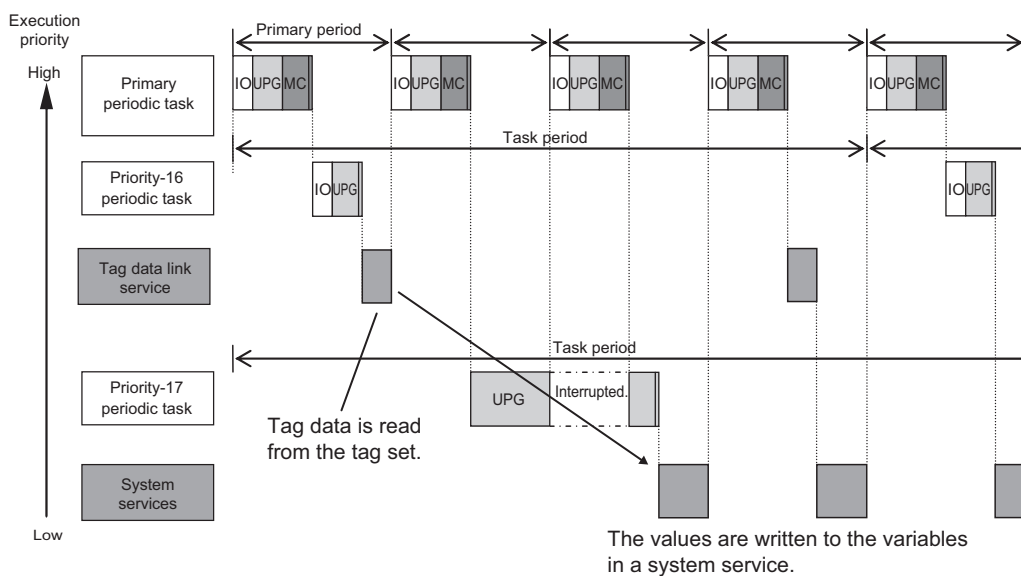 Execution
priority
High
Primary period
Primary
periodic task
IO UPG MC
IO UPG MC
IO UPG MC
IO UPG MC
IO UPG MC
Task period
Priority-16
periodic task
IO UPG
IO UPG
Tag data link
service
Task period
Priority-17
periodic task
UPG
Interrupted.
Tag data is read
from the tag set.
System
services
Low
The values are written to the variables
in a system service.